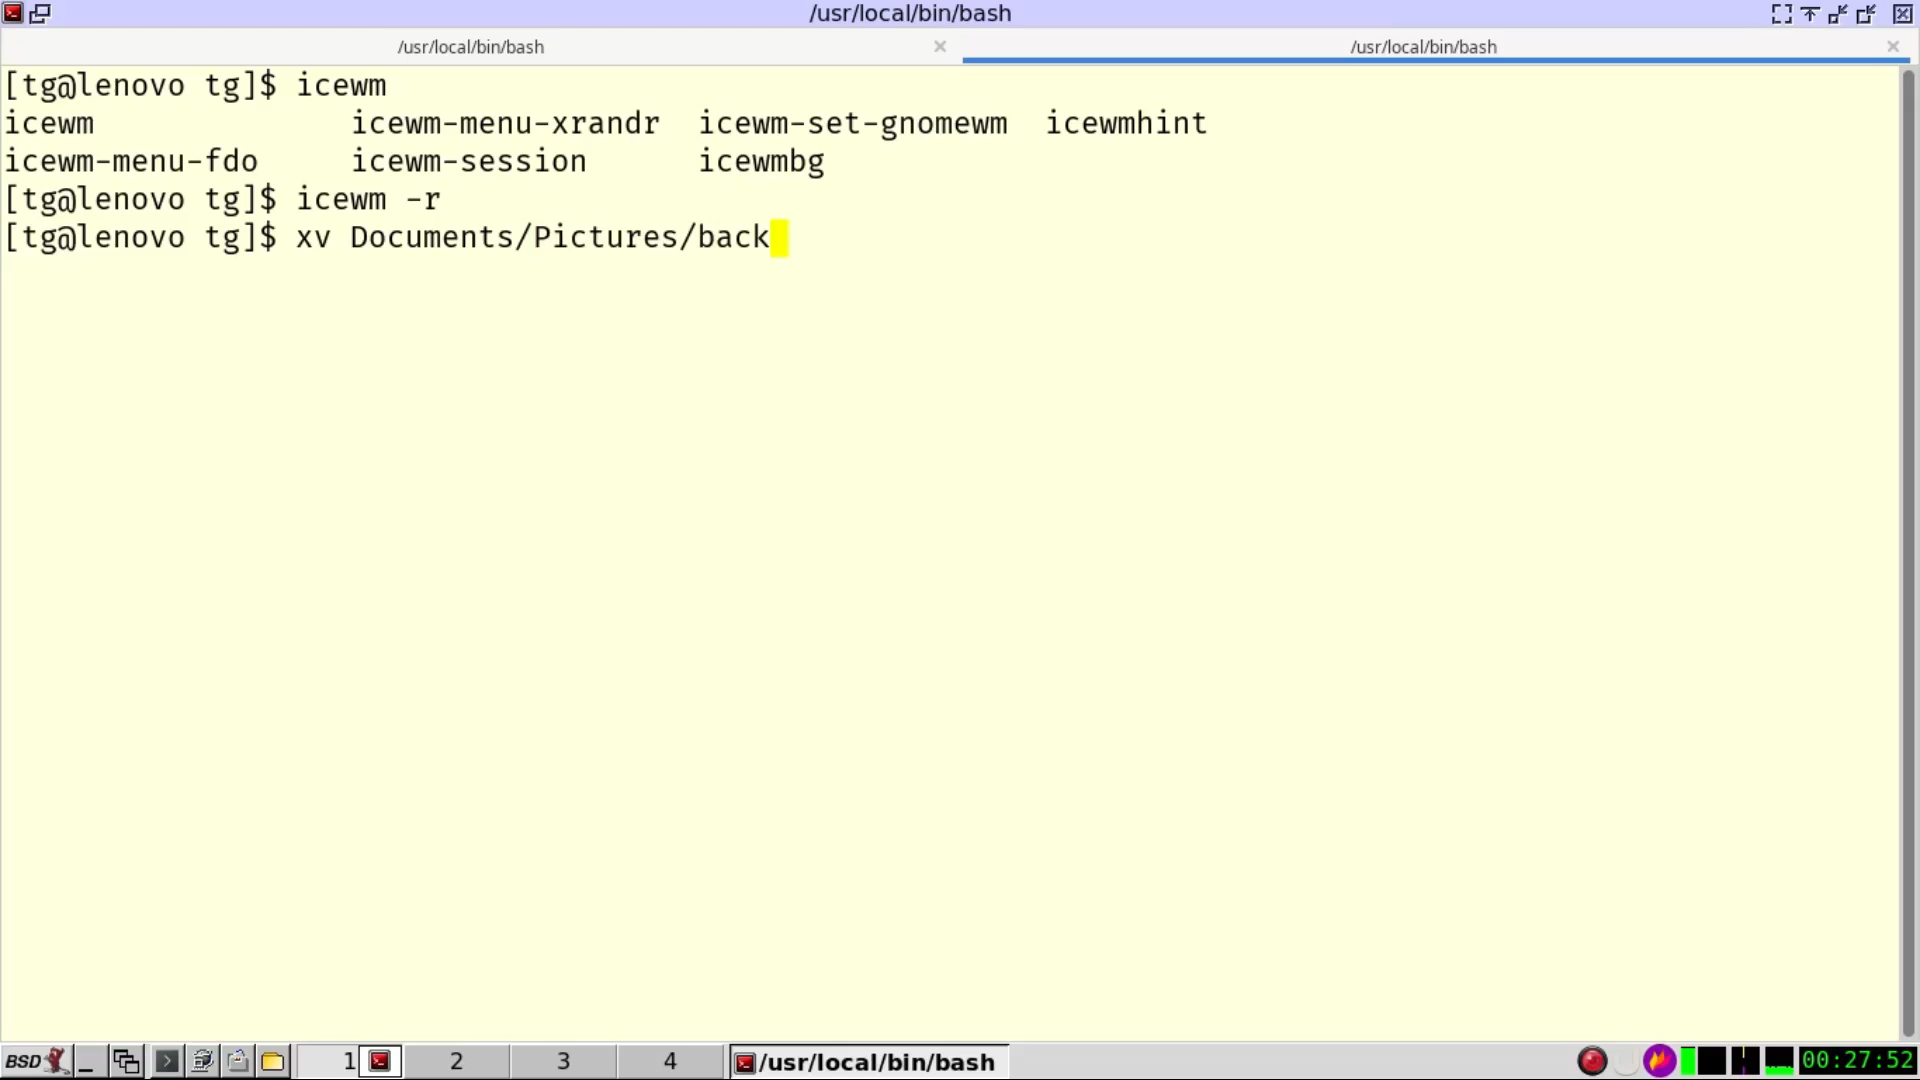 /usr/local/bin/bash
/usr/local/bin/bash /usr/local/bin/bash
[tg@lenovo tg]$ icewm
icewm icewm-menu-xrandr icewm-set-gnomewm icewmhint
icewm-menu-fdo icewm-session icewmbg
[tg@lenovo tg]$ icewm -r
[tg@lenovo tg]$ xv Documents/Pictures/back
BSD 1 2 3 4 /usr/local/bin/bash 00:27:52